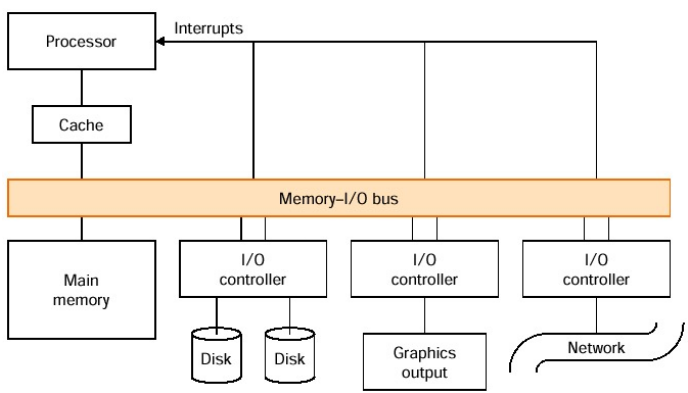 Interrupts
Processor
Cache
Memory–I/O bus
Main
memory
I/O
controller
I/O
controller
I/O
controller
Disk
Disk
Graphics
output
Network